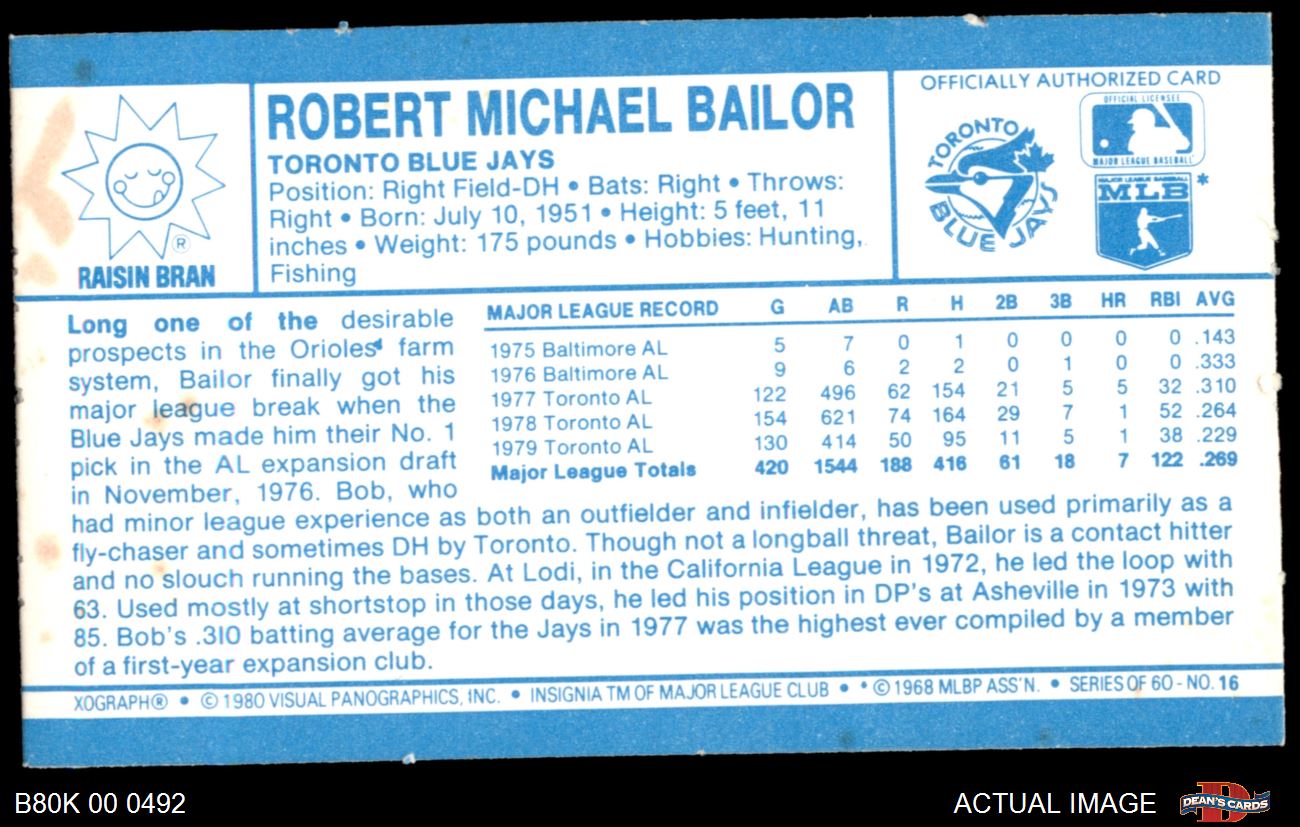 RAISIN BRAN
®
ROBERT MICHAEL BAILOR
TORONTO BLUE JAYS
Position: Right Field-DH • Bats: Right • Throws:
Right • Born: July 10, 1951 • Height: 5 feet, 11
inches • Weight: 175 pounds • Hobbies: Hunting,
Fishing
OFFICIALLY AUTHORIZED CARD
TORONTO
BLUE JAYS
OFFICIAL LICENSEE
MAJOR LEAGUE BASEBALL
MAJOR LEAGUE BASEBALL
MLB *
MAJOR LEAGUE RECORD G AB R H 2B 3B HR RBI AVG
1975 Baltimore AL 5 7 0 1 0 0 0 0 .143
1976 Baltimore AL 9 6 2 2 0 1 0 0 .333
1977 Toronto AL 122 496 62 154 21 5 5 32 .310
1978 Toronto AL 154 621 74 164 29 7 1 52 .264
1979 Toronto AL 130 414 50 95 11 5 1 38 .229
Major League Totals 420 1544 188 416 61 18 7 122 .269
Long one of the desirable
prospects in the Orioles' farm
system, Bailor finally got his
major league break when the
Blue Jays made him their No. 1
pick in the AL expansion draft
in November, 1976. Bob, who
had minor league experience as both an outfielder and infielder, has been used primarily as a
fly-chaser and sometimes DH by Toronto. Though not a longball threat, Bailor is a contact hitter
and no slouch running the bases. At Lodi, in the California League in 1972, he led the loop with
63. Used mostly at shortstop in those days, he led his position in DP's at Asheville in 1973 with
85. Bob's .310 batting average for the Jays in 1977 was the highest ever compiled by a member
of a first-year expansion club.
XOGRAPH® • © 1980 VISUAL PANOGRAPHICS, INC. • INSIGNIA TM OF MAJOR LEAGUE CLUB • * © 1968 MLBP ASS'N. • SERIES OF 60 - NO. 16
B80K 00 0492
ACTUAL IMAGE
D
DEAN'S CARDS